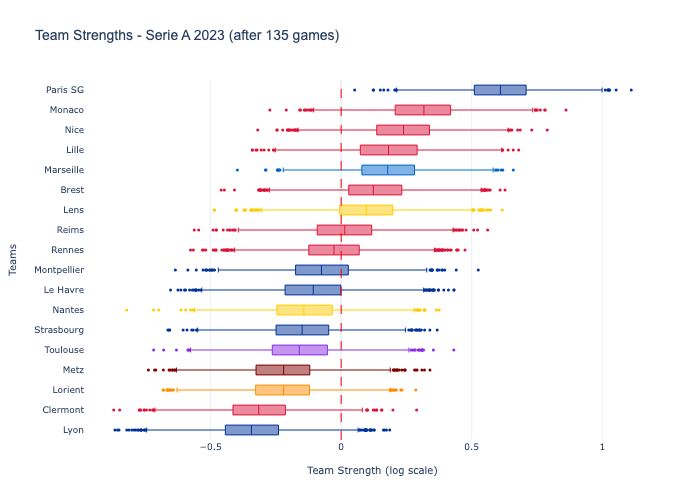 Team Strengths - Serie A 2023 (after 135 games)
Paris SG
Monaco
Nice
Lille
Marseille
Brest
Lens
Reims
Rennes
Montpellier
Le Havre
Nantes
Strasbourg
Toulouse
Metz
Lorient
Clermont
Lyon
Teams
−0.5 0 0.5 1
Team Strength (log scale)